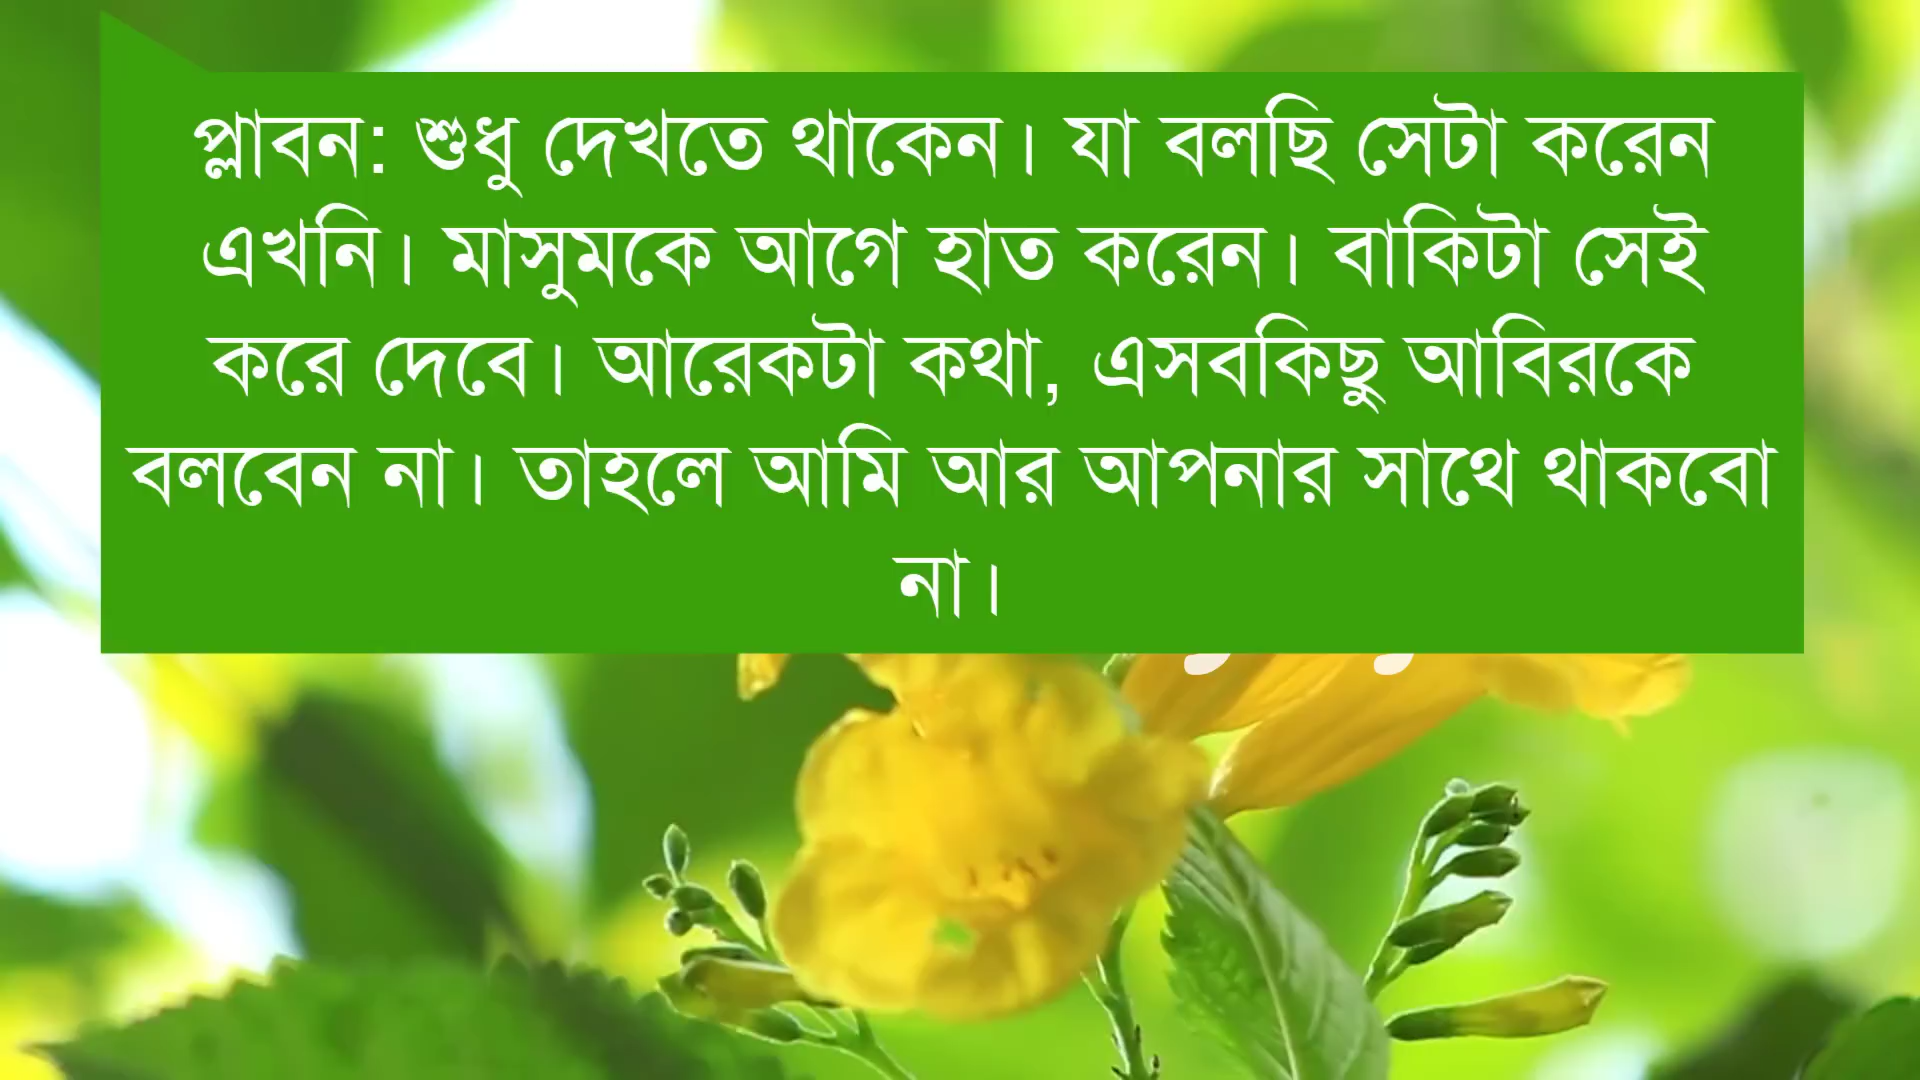 প্লাবন: শুধু দেখতে থাকেন। যা বলছি সেটা করেন
এখনি। মাসুমকে আগে হাত করেন। বাকিটা সেই
করে দেবে। আরেকটা কথা, এসবকিছু আবিরকে
বলবেন না। তাহলে আমি আর আপনার সাথে থাকবো
না।